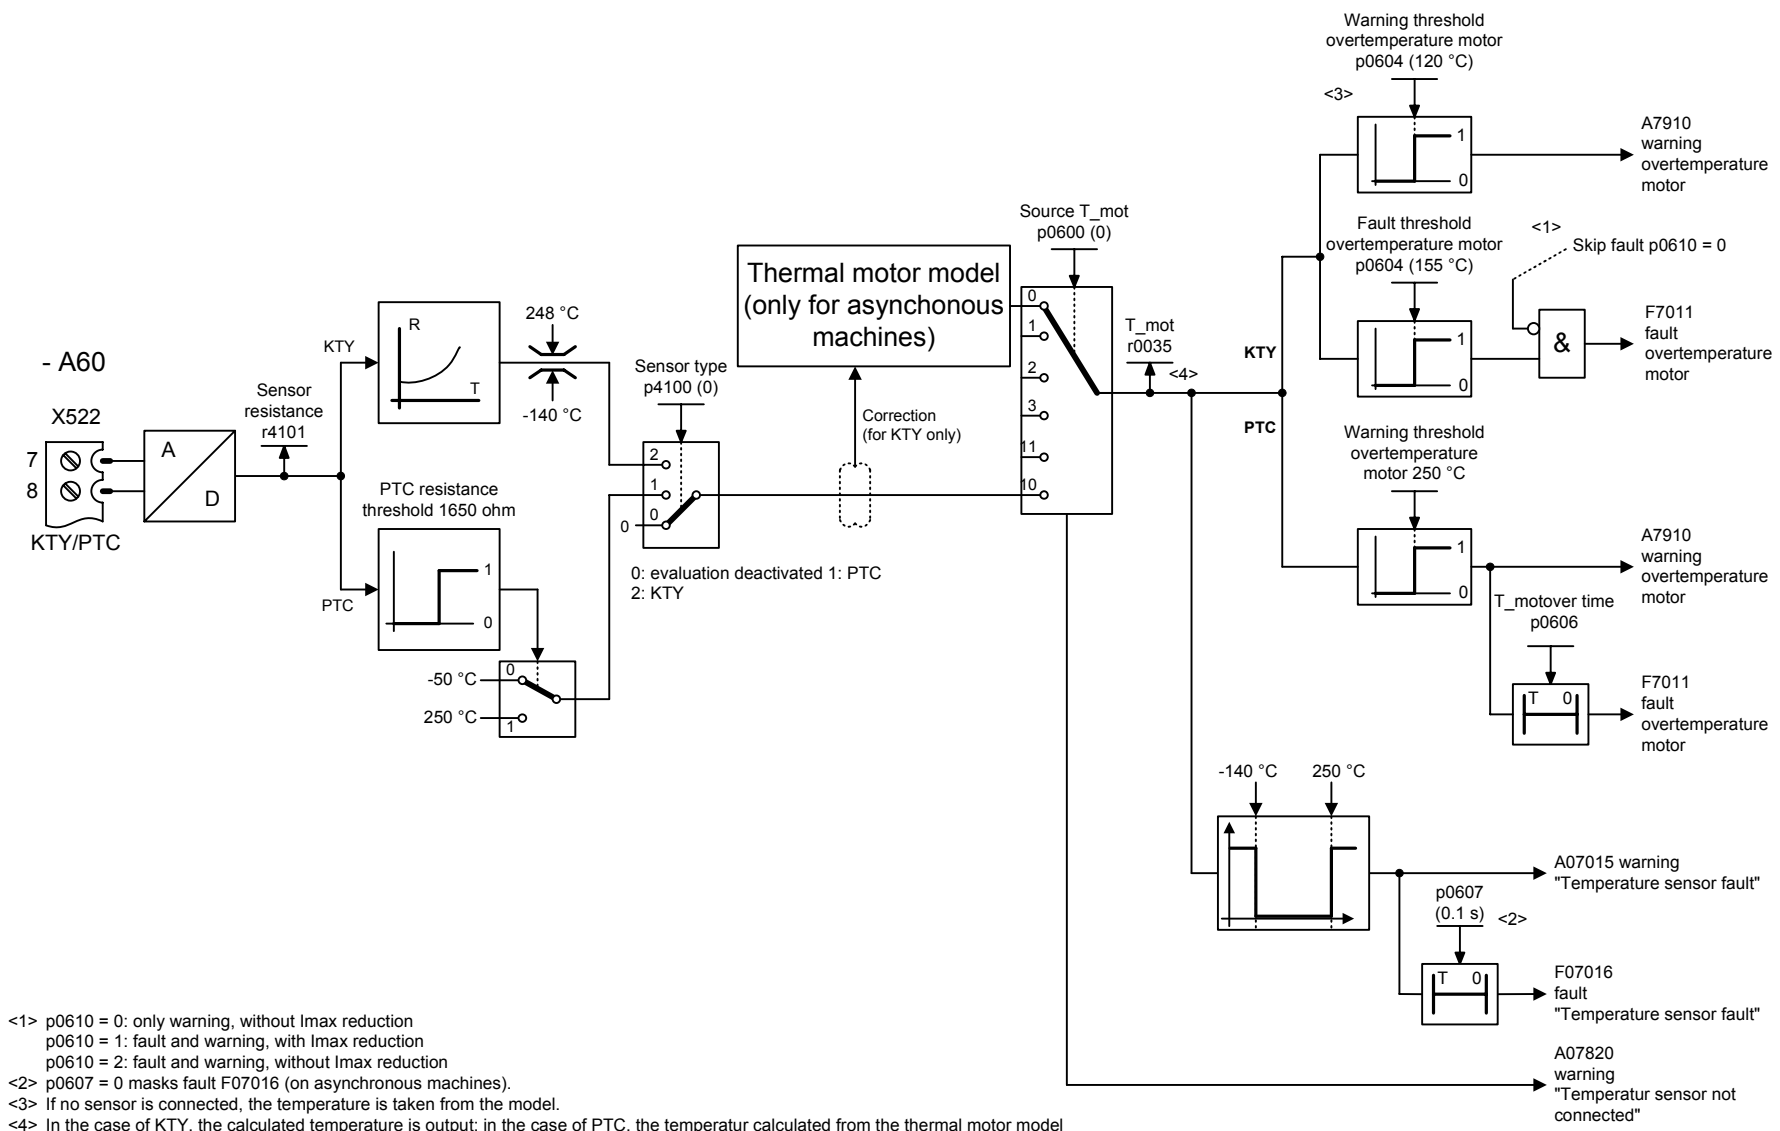 Warning threshold
overtemperature motor
p0604 (120 °C)
<3>
1
0
A7910
warning
overtemperature
motor
Source T_mot
p0600 (0)
Fault threshold
overtemperature motor
p0604 (155 °C)
<1>
Skip fault p0610 = 0
1
0
&
F7011
fault
overtemperature
motor
Thermal motor model
(only for asynchonous
machines)
0
1
2
3
11
10
T_mot
r0035
<4>
KTY
PTC
- A60
X522
7
8
KTY/PTC
A
D
Sensor
resistance
r4101
KTY
R
T
248 °C
-140 °C
Sensor type
p4100 (0)
2
1
0
0
0: evaluation deactivated 1: PTC
2: KTY
Correction
(for KTY only)
PTC resistance
threshold 1650 ohm
PTC
1
0
-50 °C
250 °C
0
1
Warning threshold
overtemperature
motor 250 °C
1
0
A7910
warning
overtemperature
motor
T_motover time
p0606
T 0
F7011
fault
overtemperature
motor
-140 °C 250 °C
A07015 warning
"Temperature sensor fault"
p0607
(0.1 s) <2>
T 0
F07016
fault
"Temperature sensor fault"
A07820
warning
"Temperatur sensor not
connected"
<1> p0610 = 0: only warning, without Imax reduction
p0610 = 1: fault and warning, with Imax reduction
p0610 = 2: fault and warning, without Imax reduction
<2> p0607 = 0 masks fault F07016 (on asynchronous machines).
<3> If no sensor is connected, the temperature is taken from the model.
<4> In the case of KTY, the calculated temperature is output; in the case of PTC, the temperatur calculated from the thermal motor model